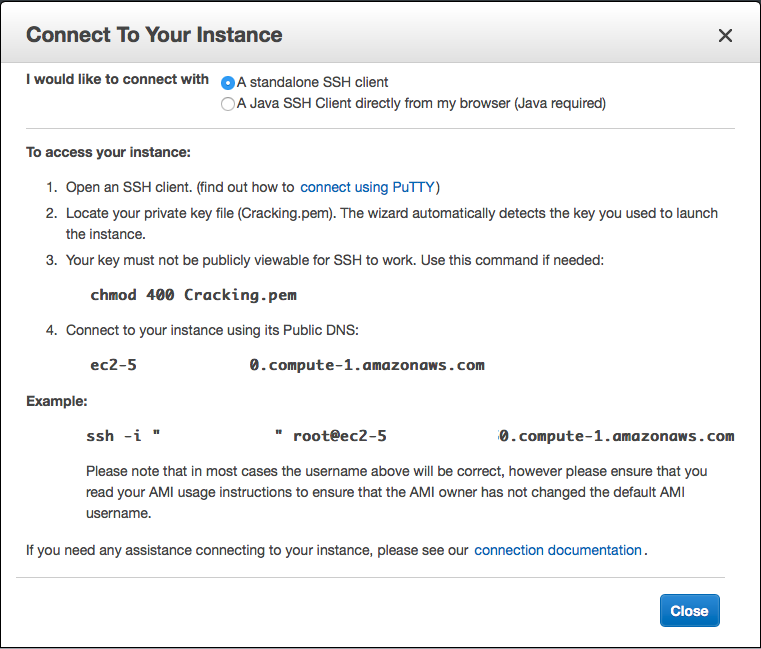 Connect To Your Instance
I would like to connect with
A standalone SSH client
A Java SSH Client directly from my browser (Java required)
To access your instance:
1. Open an SSH client. (find out how to connect using PuTTY)
2. Locate your private key file (Cracking.pem). The wizard automatically detects the key you used to launch
the instance.
3. Your key must not be publicly viewable for SSH to work. Use this command if needed:
chmod 400 Cracking.pem
4. Connect to your instance using its Public DNS:
ec2-5 0.compute-1.amazonaws.com
Example:
ssh -i " " root@ec2-5 0.compute-1.amazonaws.com
Please note that in most cases the username above will be correct, however please ensure that you
read your AMI usage instructions to ensure that the AMI owner has not changed the default AMI
username.
If you need any assistance connecting to your instance, please see our connection documentation.
Close